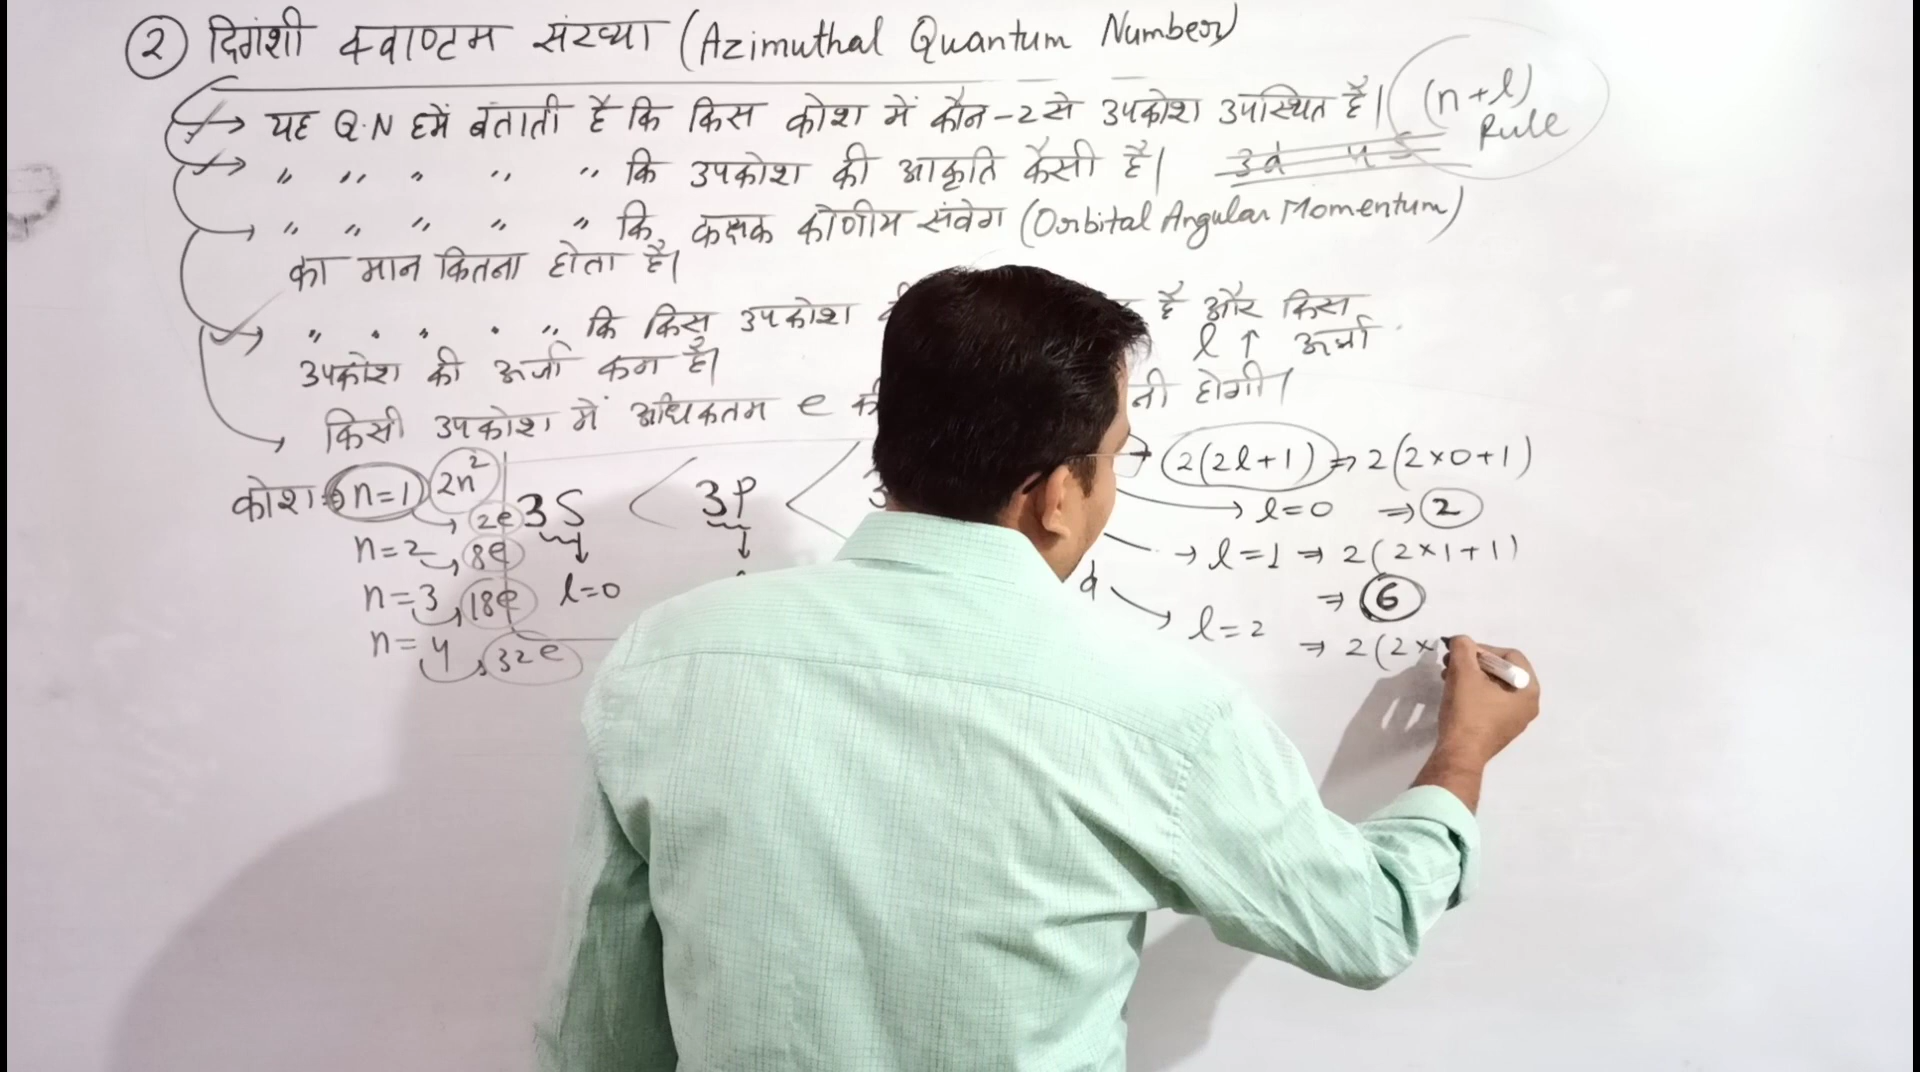 ② दिगंशी क्वाण्टम संख्या (Azimuthal Quantum Number)
→ यह Q.N हमें बताती है कि किस कोश में कौन-2 से उपकोश उपस्थित है।
(n+l) Rule
→ " " " " " कि उपकोश की आकृति कैसी है।
3d
→ " " " " " कि कक्षक कोणीय संवेग (Orbital Angular Momentum)
का मान कितना होता है।
→ " " " " " कि किस उपकोश है और किस
उपकोश की ऊर्जा कम है।
l ↑ ऊर्जा
→ किसी उपकोश में अधिकतम e नी होगी।
कोश ⇒ n=1 2n²
2e
n=2 → 8e
n=3 → 18e
n=4 → 32e
3S < 3P <
↓ ↓
l=0
→ 2(2l+1) ⇒ 2(2×0+1)
→ l=0 ⇒ 2
→ l=1 ⇒ 2(2×1+1)
⇒ 6
d → l=2 ⇒ 2(2×